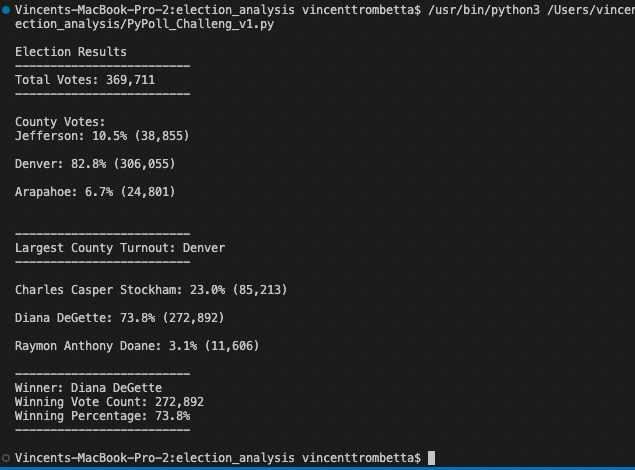 Vincents-MacBook-Pro-2:election_analysis vincenttrombetta$ /usr/bin/python3 /Users/vincen
ection_analysis/PyPoll_Challeng_v1.py
Election Results
-------------------------
Total Votes: 369,711
-------------------------
County Votes:
Jefferson: 10.5% (38,855)
Denver: 82.8% (306,055)
Arapahoe: 6.7% (24,801)
-------------------------
Largest County Turnout: Denver
-------------------------
Charles Casper Stockham: 23.0% (85,213)
Diana DeGette: 73.8% (272,892)
Raymon Anthony Doane: 3.1% (11,606)
-------------------------
Winner: Diana DeGette
Winning Vote Count: 272,892
Winning Percentage: 73.8%
-------------------------
Vincents-MacBook-Pro-2:election_analysis vincenttrombetta$